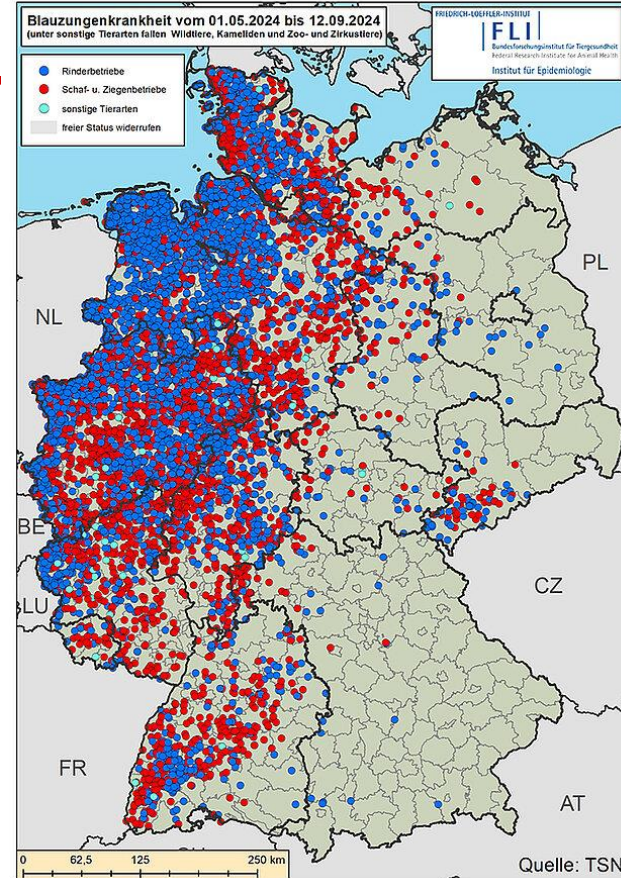 Blauzungenkrankheit vom 01.05.2024 bis 12.09.2024
(unter sonstige Tierarten fallen Wildtiere, Kameliden und Zoo- und Zirkustiere)
FRIEDRICH-LOEFFLER-INSTITUT
FLI
Bundesforschungsinstitut für Tiergesundheit
Federal Research Institute for Animal Health
Institut für Epidemiologie
Rinderbetriebe
Schaf- u. Ziegenbetriebe
sonstige Tierarten
freier Status widerrufen
PL
NL
BE
LU
CZ
FR
AT
0 62,5 125 250 km
Quelle: TSN